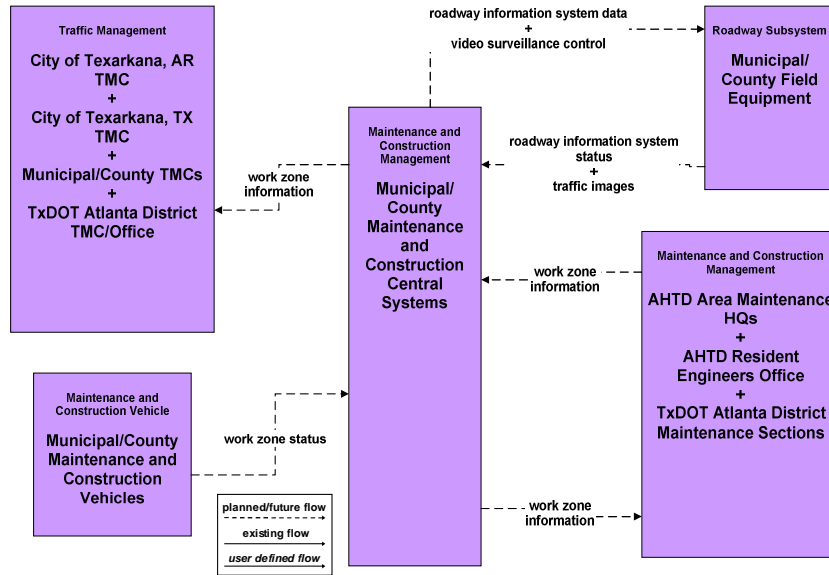 Traffic Management
City of Texarkana, AR
TMC
+
City of Texarkana, TX
TMC
+
Municipal/County TMCs
+
TxDOT Atlanta District
TMC/Office
roadway information system data
+
video surveillance control
Roadway Subsystem
Municipal/
County Field
Equipment
Maintenance and
Construction
Management
Municipal/
County
Maintenance
and
Construction
Central
Systems
roadway information system
status
+
traffic images
work zone
information
work zone
information
Maintenance and Construction
Management
AHTD Area Maintenance
HQs
+
AHTD Resident
Engineers Office
+
TxDOT Atlanta District
Maintenance Sections
Maintenance and
Construction Vehicle
Municipal/County
Maintenance and
Construction
Vehicles
work zone status
work zone
information
planned/future flow
existing flow
user defined flow